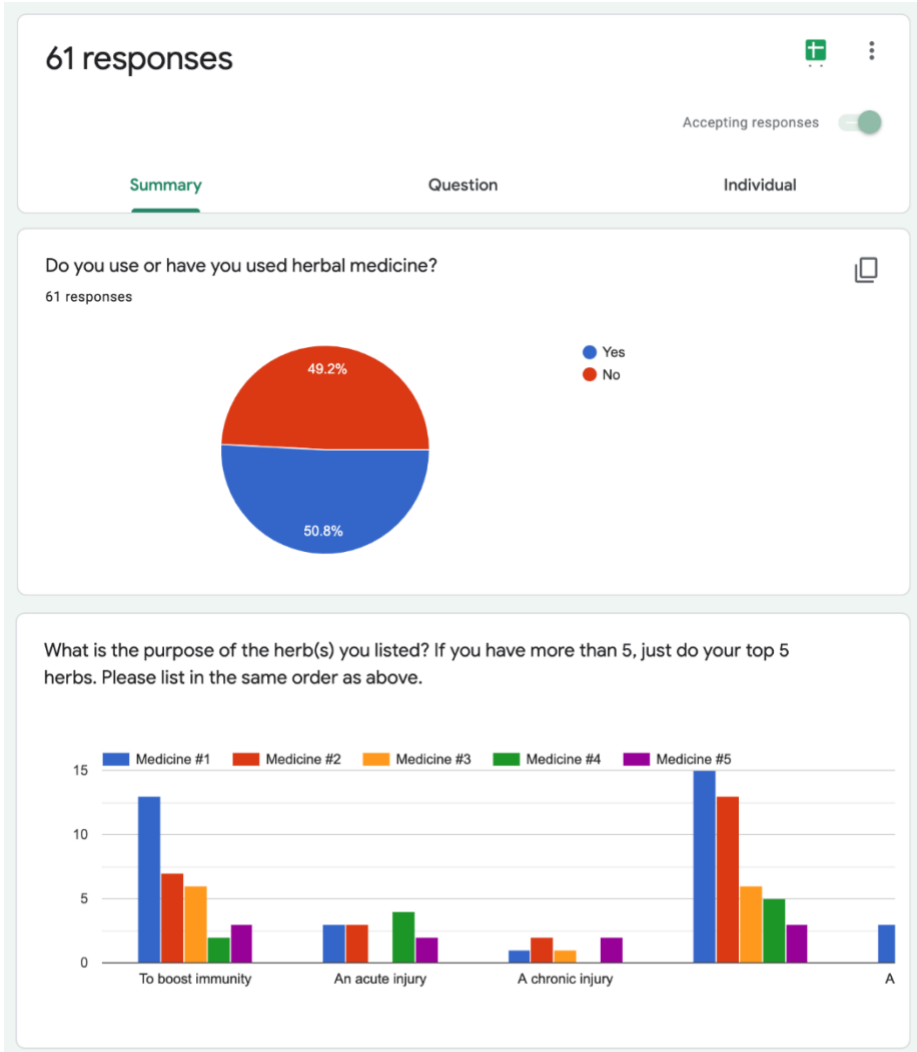 61 responses
Accepting responses
Summary Question Individual
Do you use or have you used herbal medicine?
61 responses
Yes
No
49.2%
50.8%
What is the purpose of the herb(s) you listed? If you have more than 5, just do your top 5
herbs. Please list in the same order as above.
Medicine #1 Medicine #2 Medicine #3 Medicine #4 Medicine #5
15
10
5
0
To boost immunity An acute injury A chronic injury A